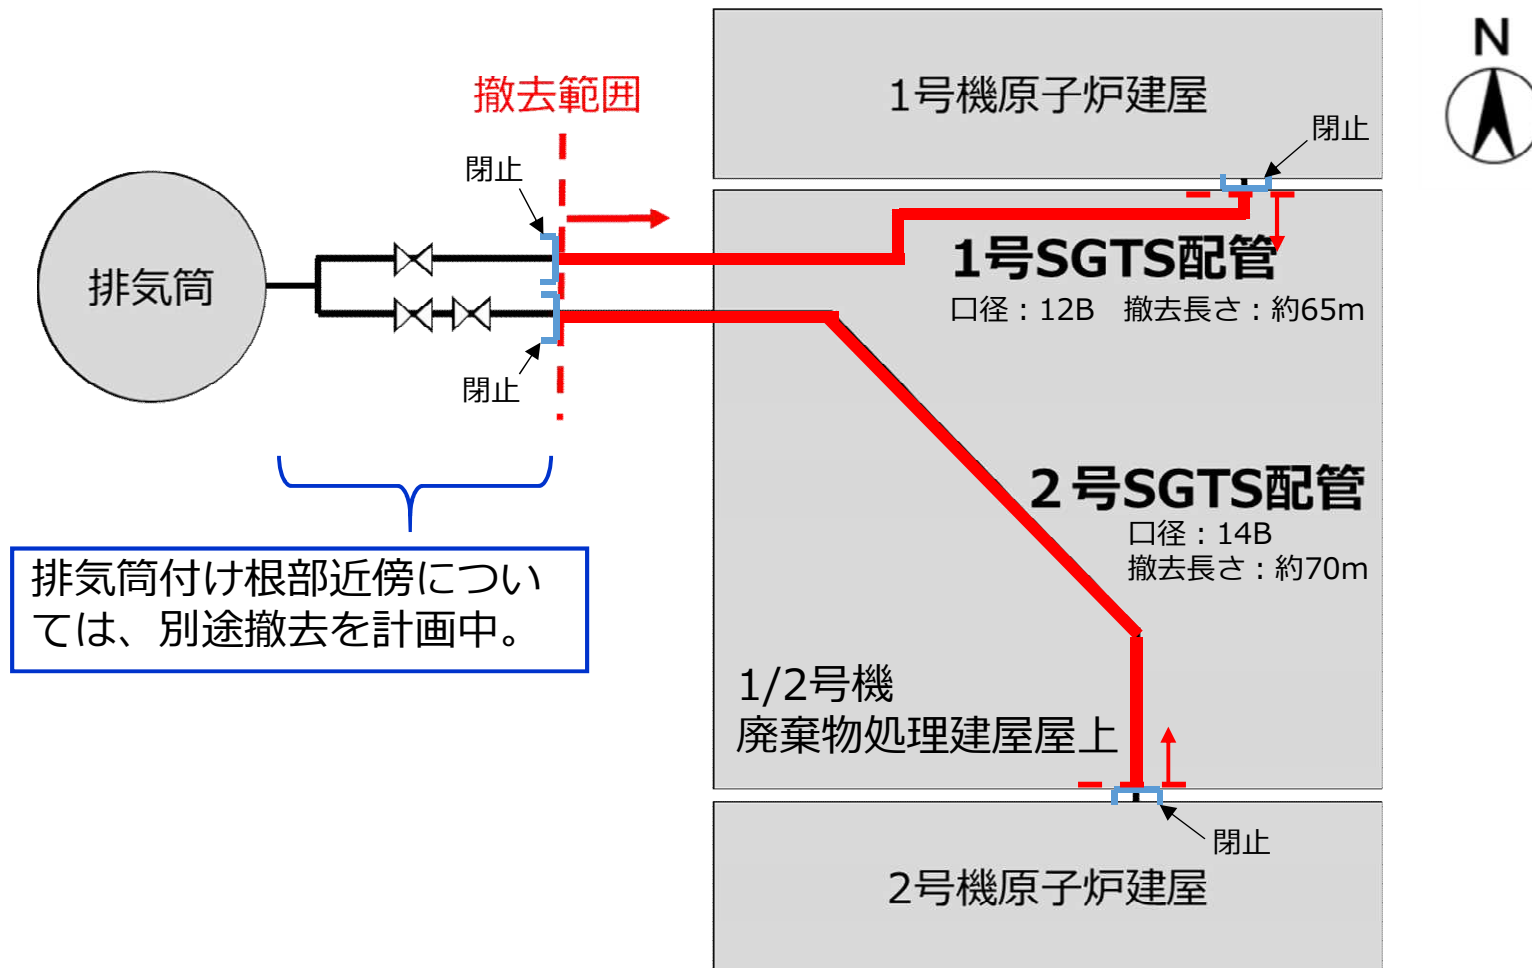 N
1号機原子炉建屋
撤去範囲
閉止
閉止
排気筒
1号SGTS配管
口径：12B　撤去長さ：約65m
閉止
２号SGTS配管
口径：14B
撤去長さ：約70m
排気筒付け根部近傍につい
ては、別途撤去を計画中。
1/2号機
廃棄物処理建屋屋上
閉止
2号機原子炉建屋